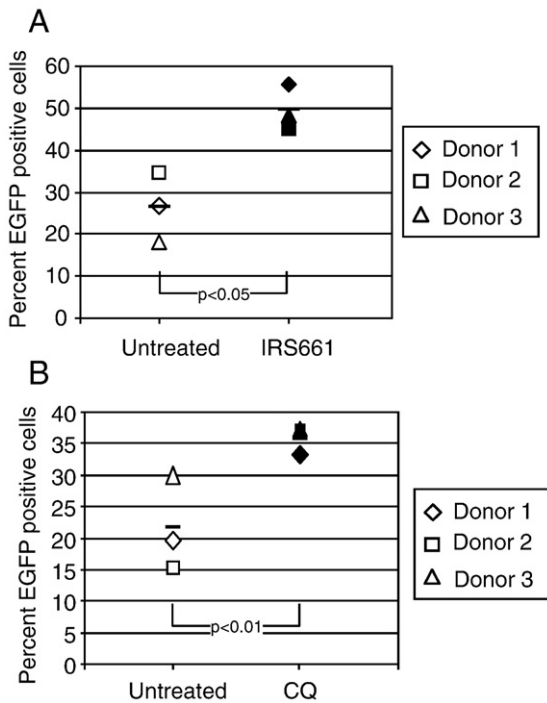 A
Percent EGFP positive cells
60
50
40
30
20
10
0
p<0.05
Untreated
IRS661
Donor 1
Donor 2
Donor 3
B
Percent EGFP positive cells
40
35
30
25
20
15
10
5
0
p<0.01
Untreated
CQ
Donor 1
Donor 2
Donor 3